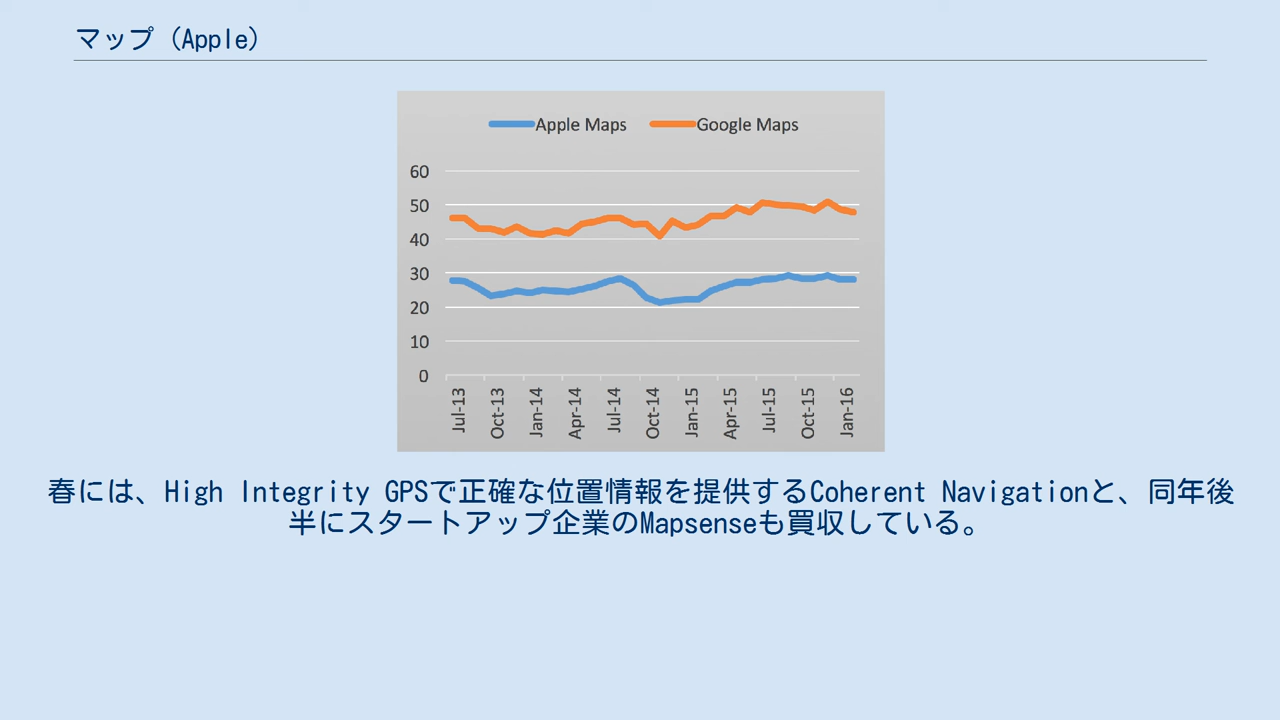 マップ（Apple）
Apple Maps Google Maps
60
50
40
30
20
10
0
Jul-13 Oct-13 Jan-14 Apr-14 Jul-14 Oct-14 Jan-15 Apr-15 Jul-15 Oct-15 Jan-16
春には、High Integrity GPSで正確な位置情報を提供するCoherent Navigationと、同年後
半にスタートアップ企業のMapsenseも買収している。